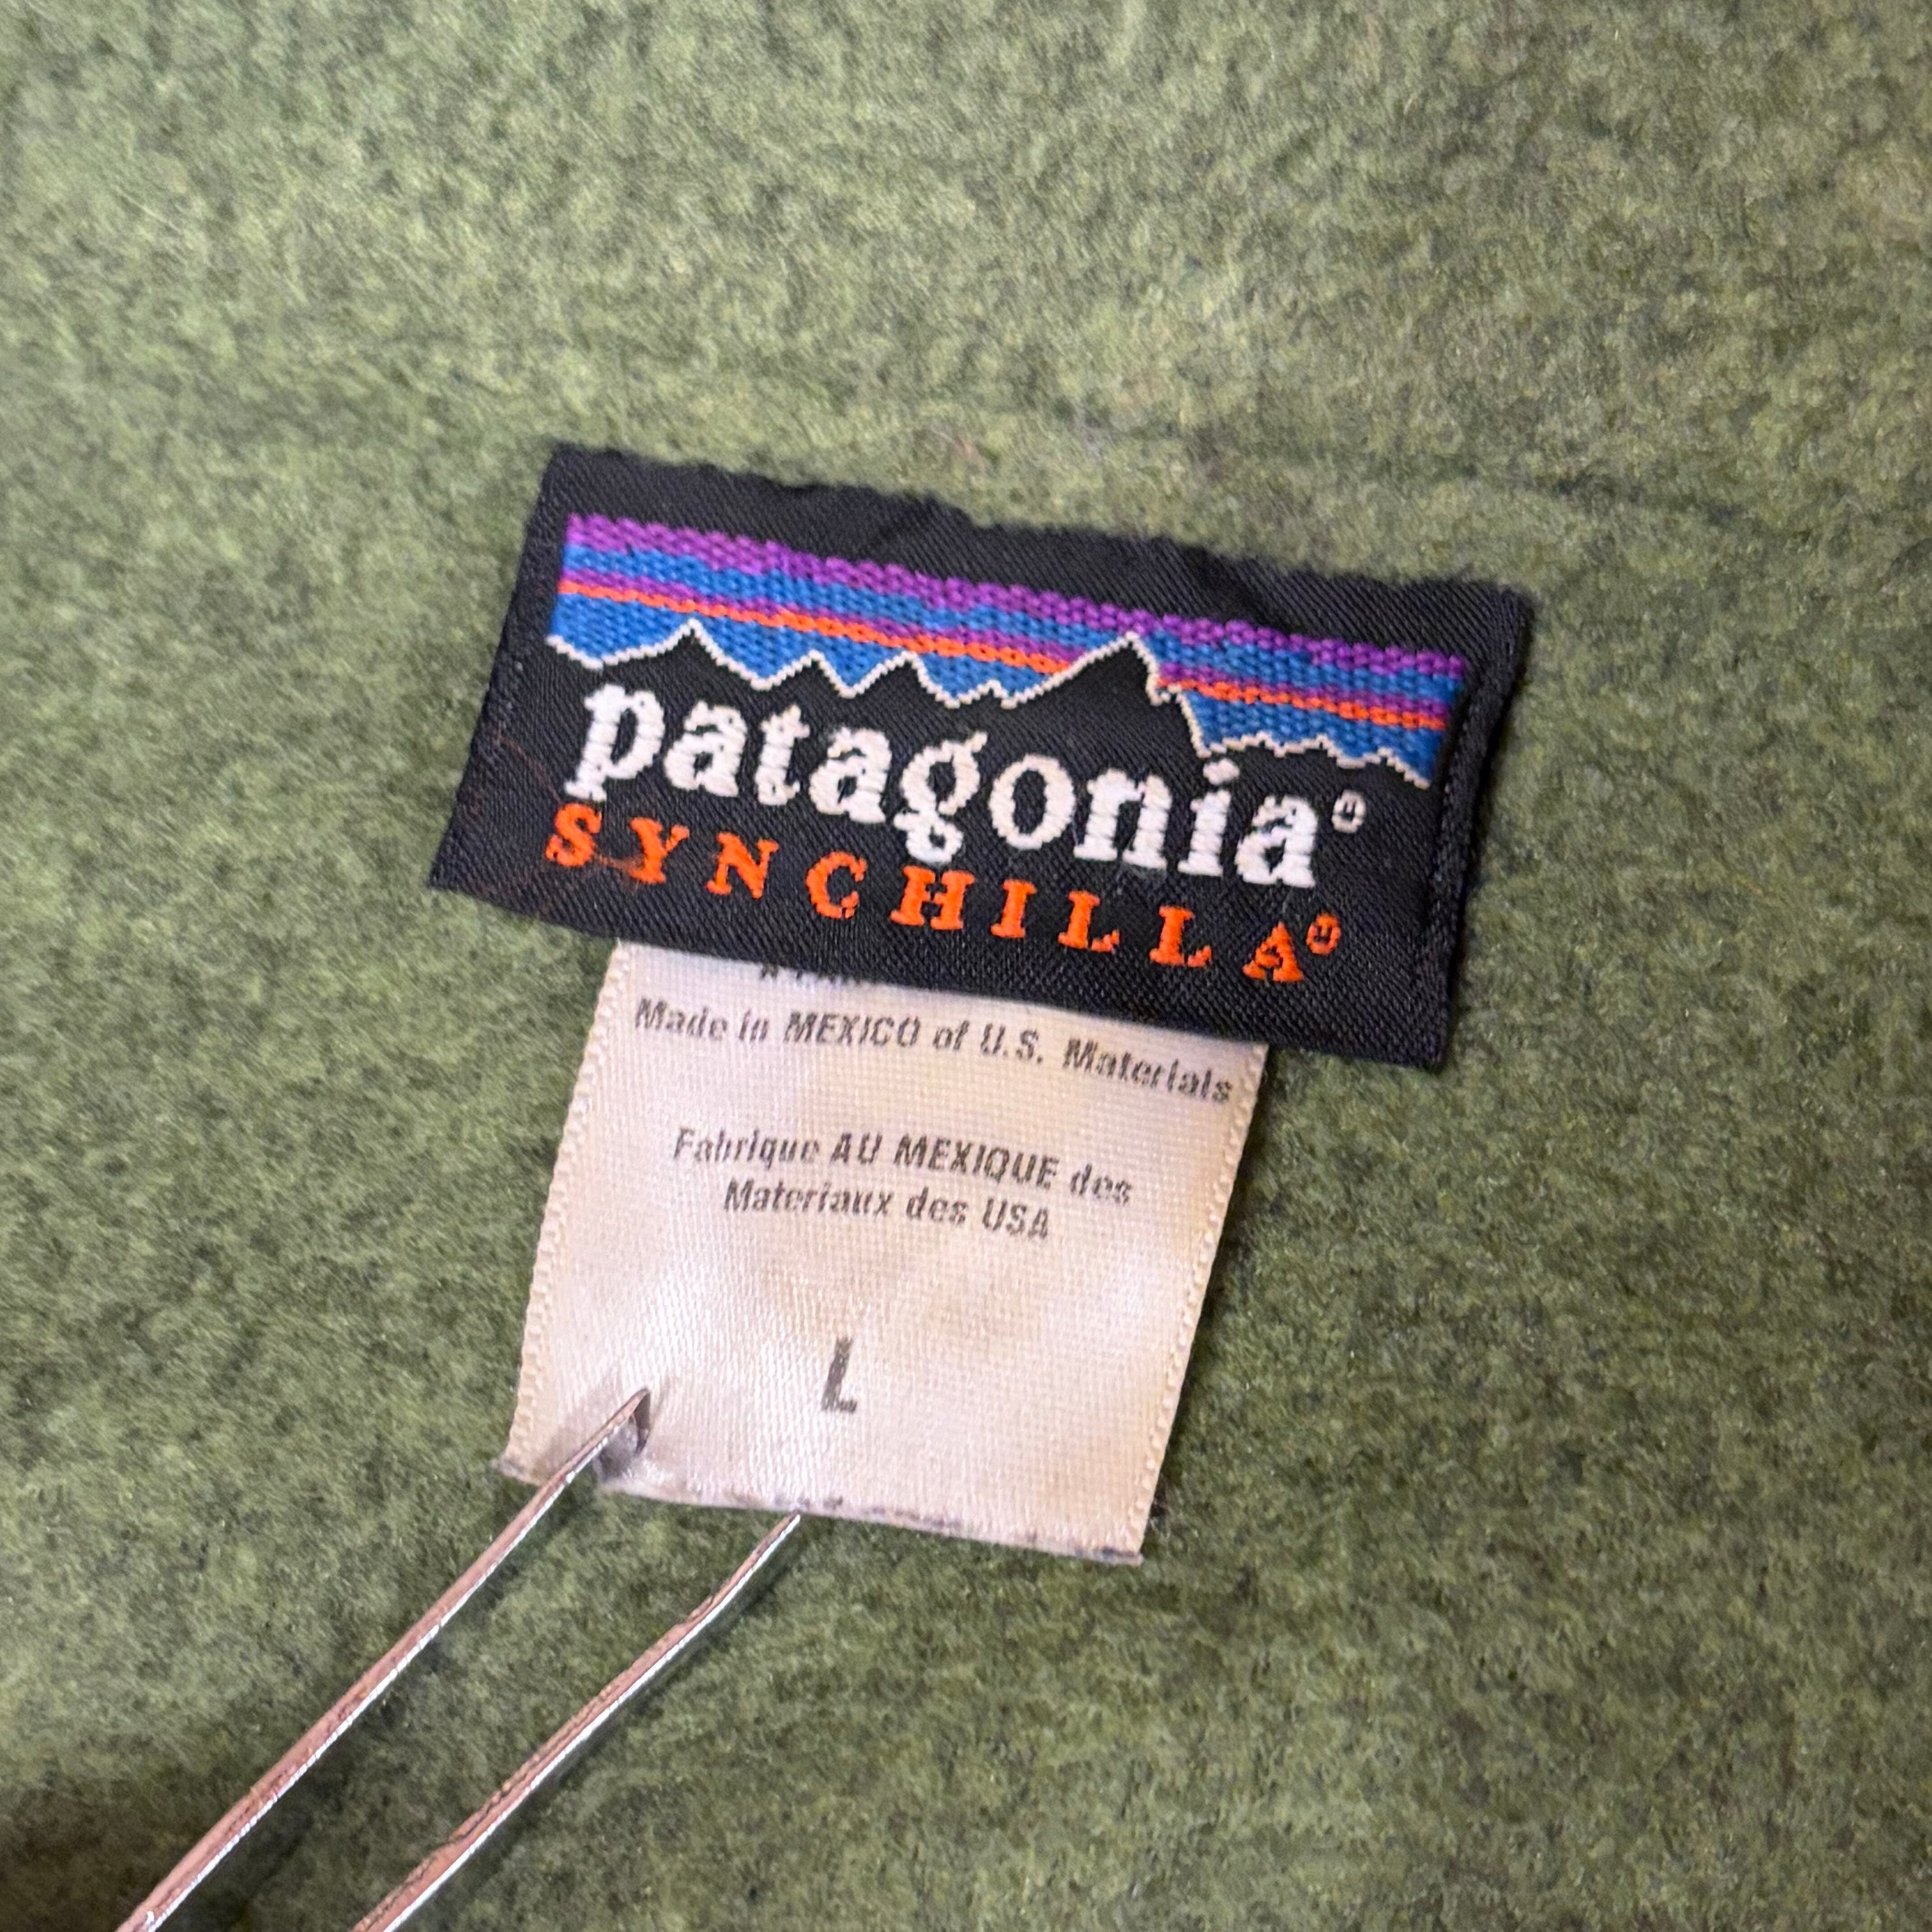 patagonia®
SYNCHILLA®
Made in MEXICO of U.S. Materials
Fabrique AU MEXIQUE des
Materiaux des USA
L